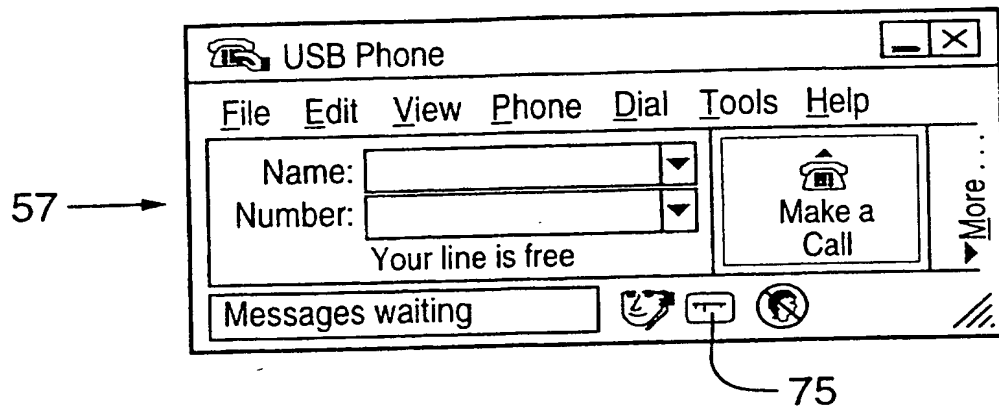 USB Phone
File Edit View Phone Dial Tools Help
Name:
Number:
Your line is free
Make a
Call
More . . .
Messages waiting
57
75